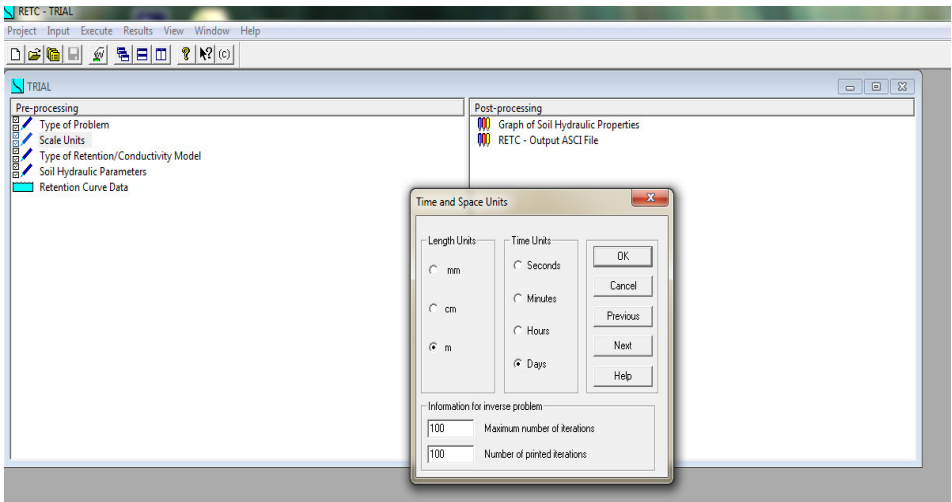 RETC - TRIAL
Project Input Execute Results View Window Help
(c)
TRIAL
Pre-processing
Type of Problem
Scale Units
Type of Retention/Conductivity Model
Soil Hydraulic Parameters
Retention Curve Data
Post-processing
Graph of Soil Hydraulic Properties
RETC - Output ASCI File
Time and Space Units
Length Units
mm
cm
m
Time Units
Seconds
Minutes
Hours
Days
OK
Cancel
Previous
Next
Help
Information for inverse problem
100 Maximum number of iterations
100 Number of printed iterations